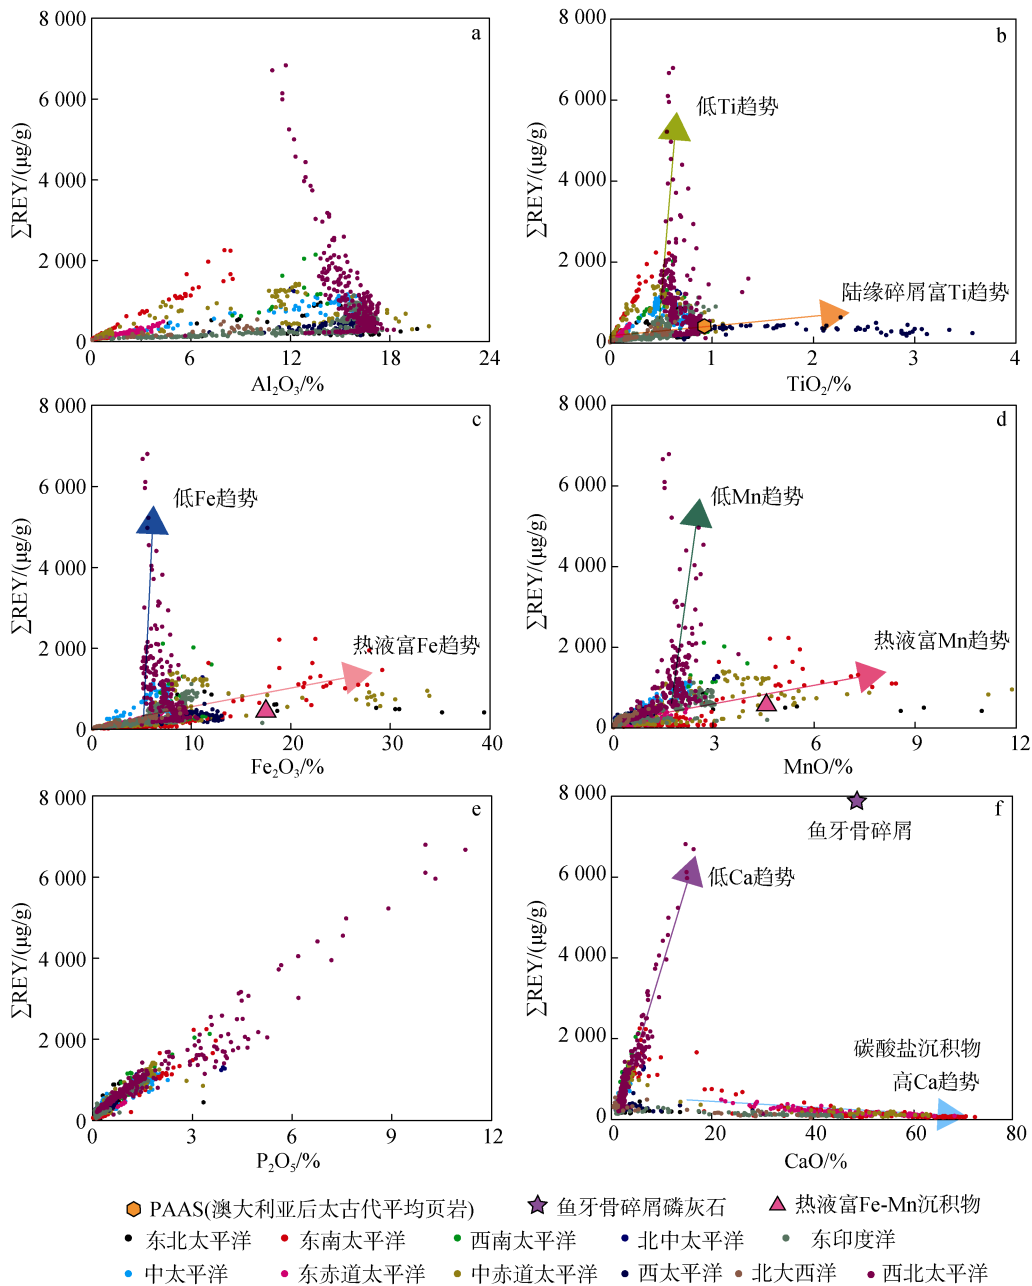 a
8 000
6 000
4 000
2 000
0
∑REY/(μg/g)
0 6 12 18 24
Al₂O₃/%
b
8 000
6 000
4 000
2 000
0
∑REY/(μg/g)
低Ti趋势
陆缘碎屑富Ti趋势
0 1 2 3 4
TiO₂/%
c
8 000
6 000
4 000
2 000
0
∑REY/(μg/g)
低Fe趋势
热液富Fe趋势
0 10 20 30 40
Fe₂O₃/%
d
8 000
6 000
4 000
2 000
0
∑REY/(μg/g)
低Mn趋势
热液富Mn趋势
0 3 6 9 12
MnO/%
e
8 000
6 000
4 000
2 000
0
∑REY/(μg/g)
0 3 6 9 12
P₂O₅/%
f
8 000
6 000
4 000
2 000
0
∑REY/(μg/g)
鱼牙骨碎屑
低Ca趋势
碳酸盐沉积物
高Ca趋势
0 20 40 60 80
CaO/%
PAAS(澳大利亚后太古代平均页岩) 鱼牙骨碎屑磷灰石 热液富Fe-Mn沉积物
东北太平洋 东南太平洋 西南太平洋 北中太平洋 东印度洋
中太平洋 东赤道太平洋 中赤道太平洋 西太平洋 北大西洋 西北太平洋